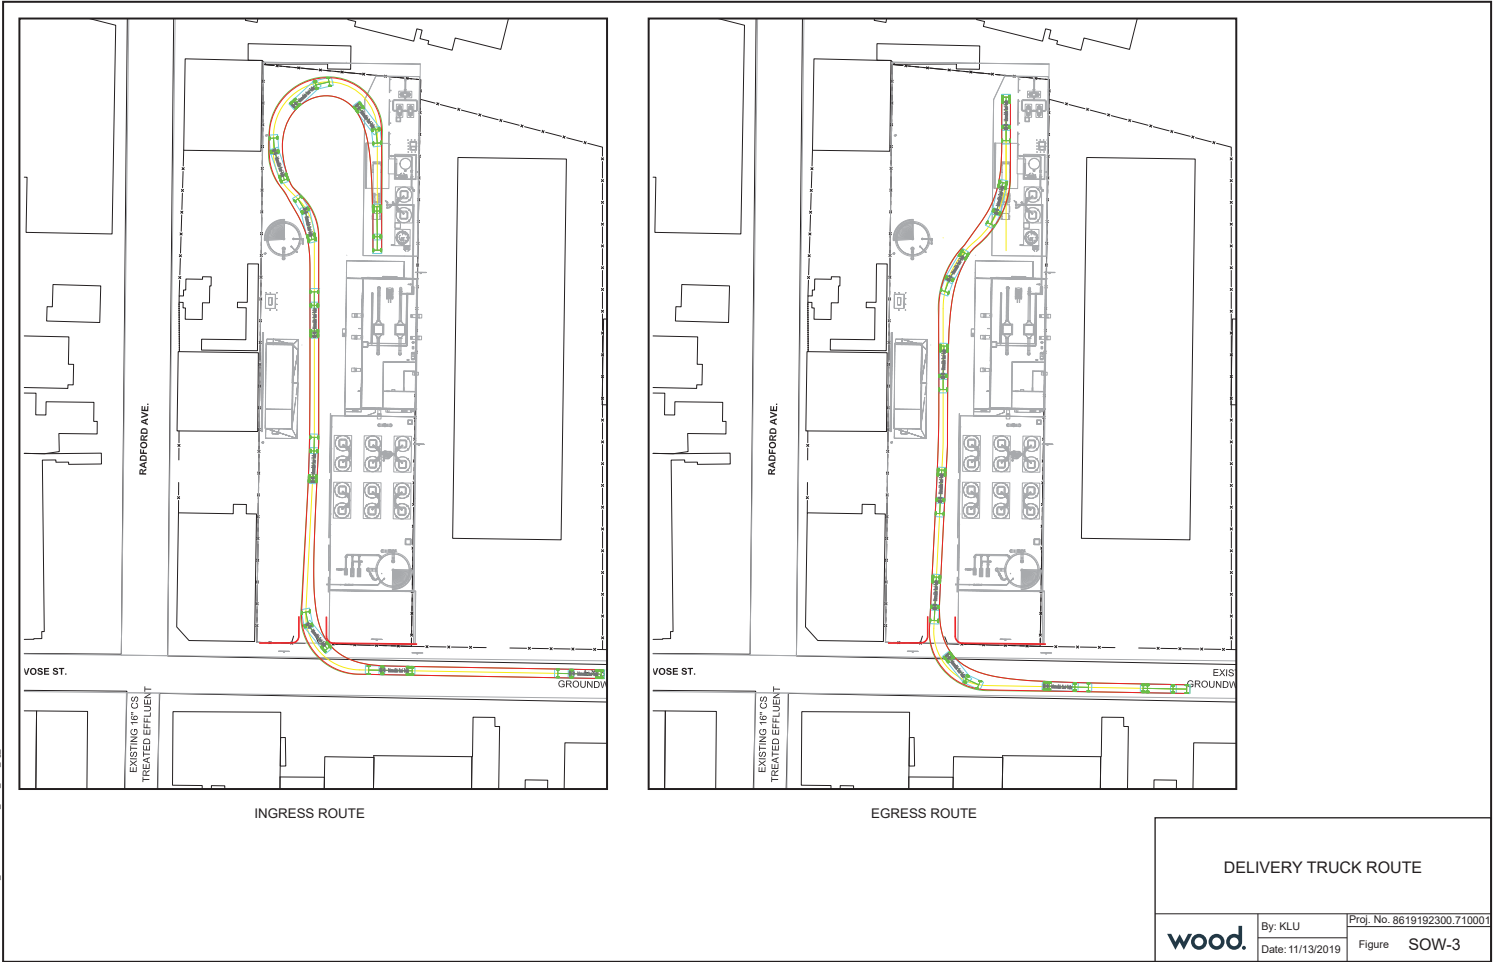 RADFORD AVE.
VOSE ST.
GROUNDW
EXISTING 16" CS
TREATED EFFLUENT
INGRESS ROUTE
RADFORD AVE.
VOSE ST.
EXIS
GROUNDW
EXISTING 16" CS
TREATED EFFLUENT
EGRESS ROUTE
DELIVERY TRUCK ROUTE
wood.
By: KLU
Date: 11/13/2019
Proj. No. 8619192300.710001
Figure SOW-3